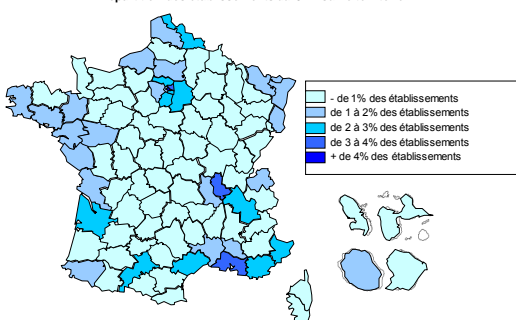 - de 1% des établissements
de 1 à 2% des établissements
de 2 à 3% des établissements
de 3 à 4% des établissements
+ de 4% des établissements